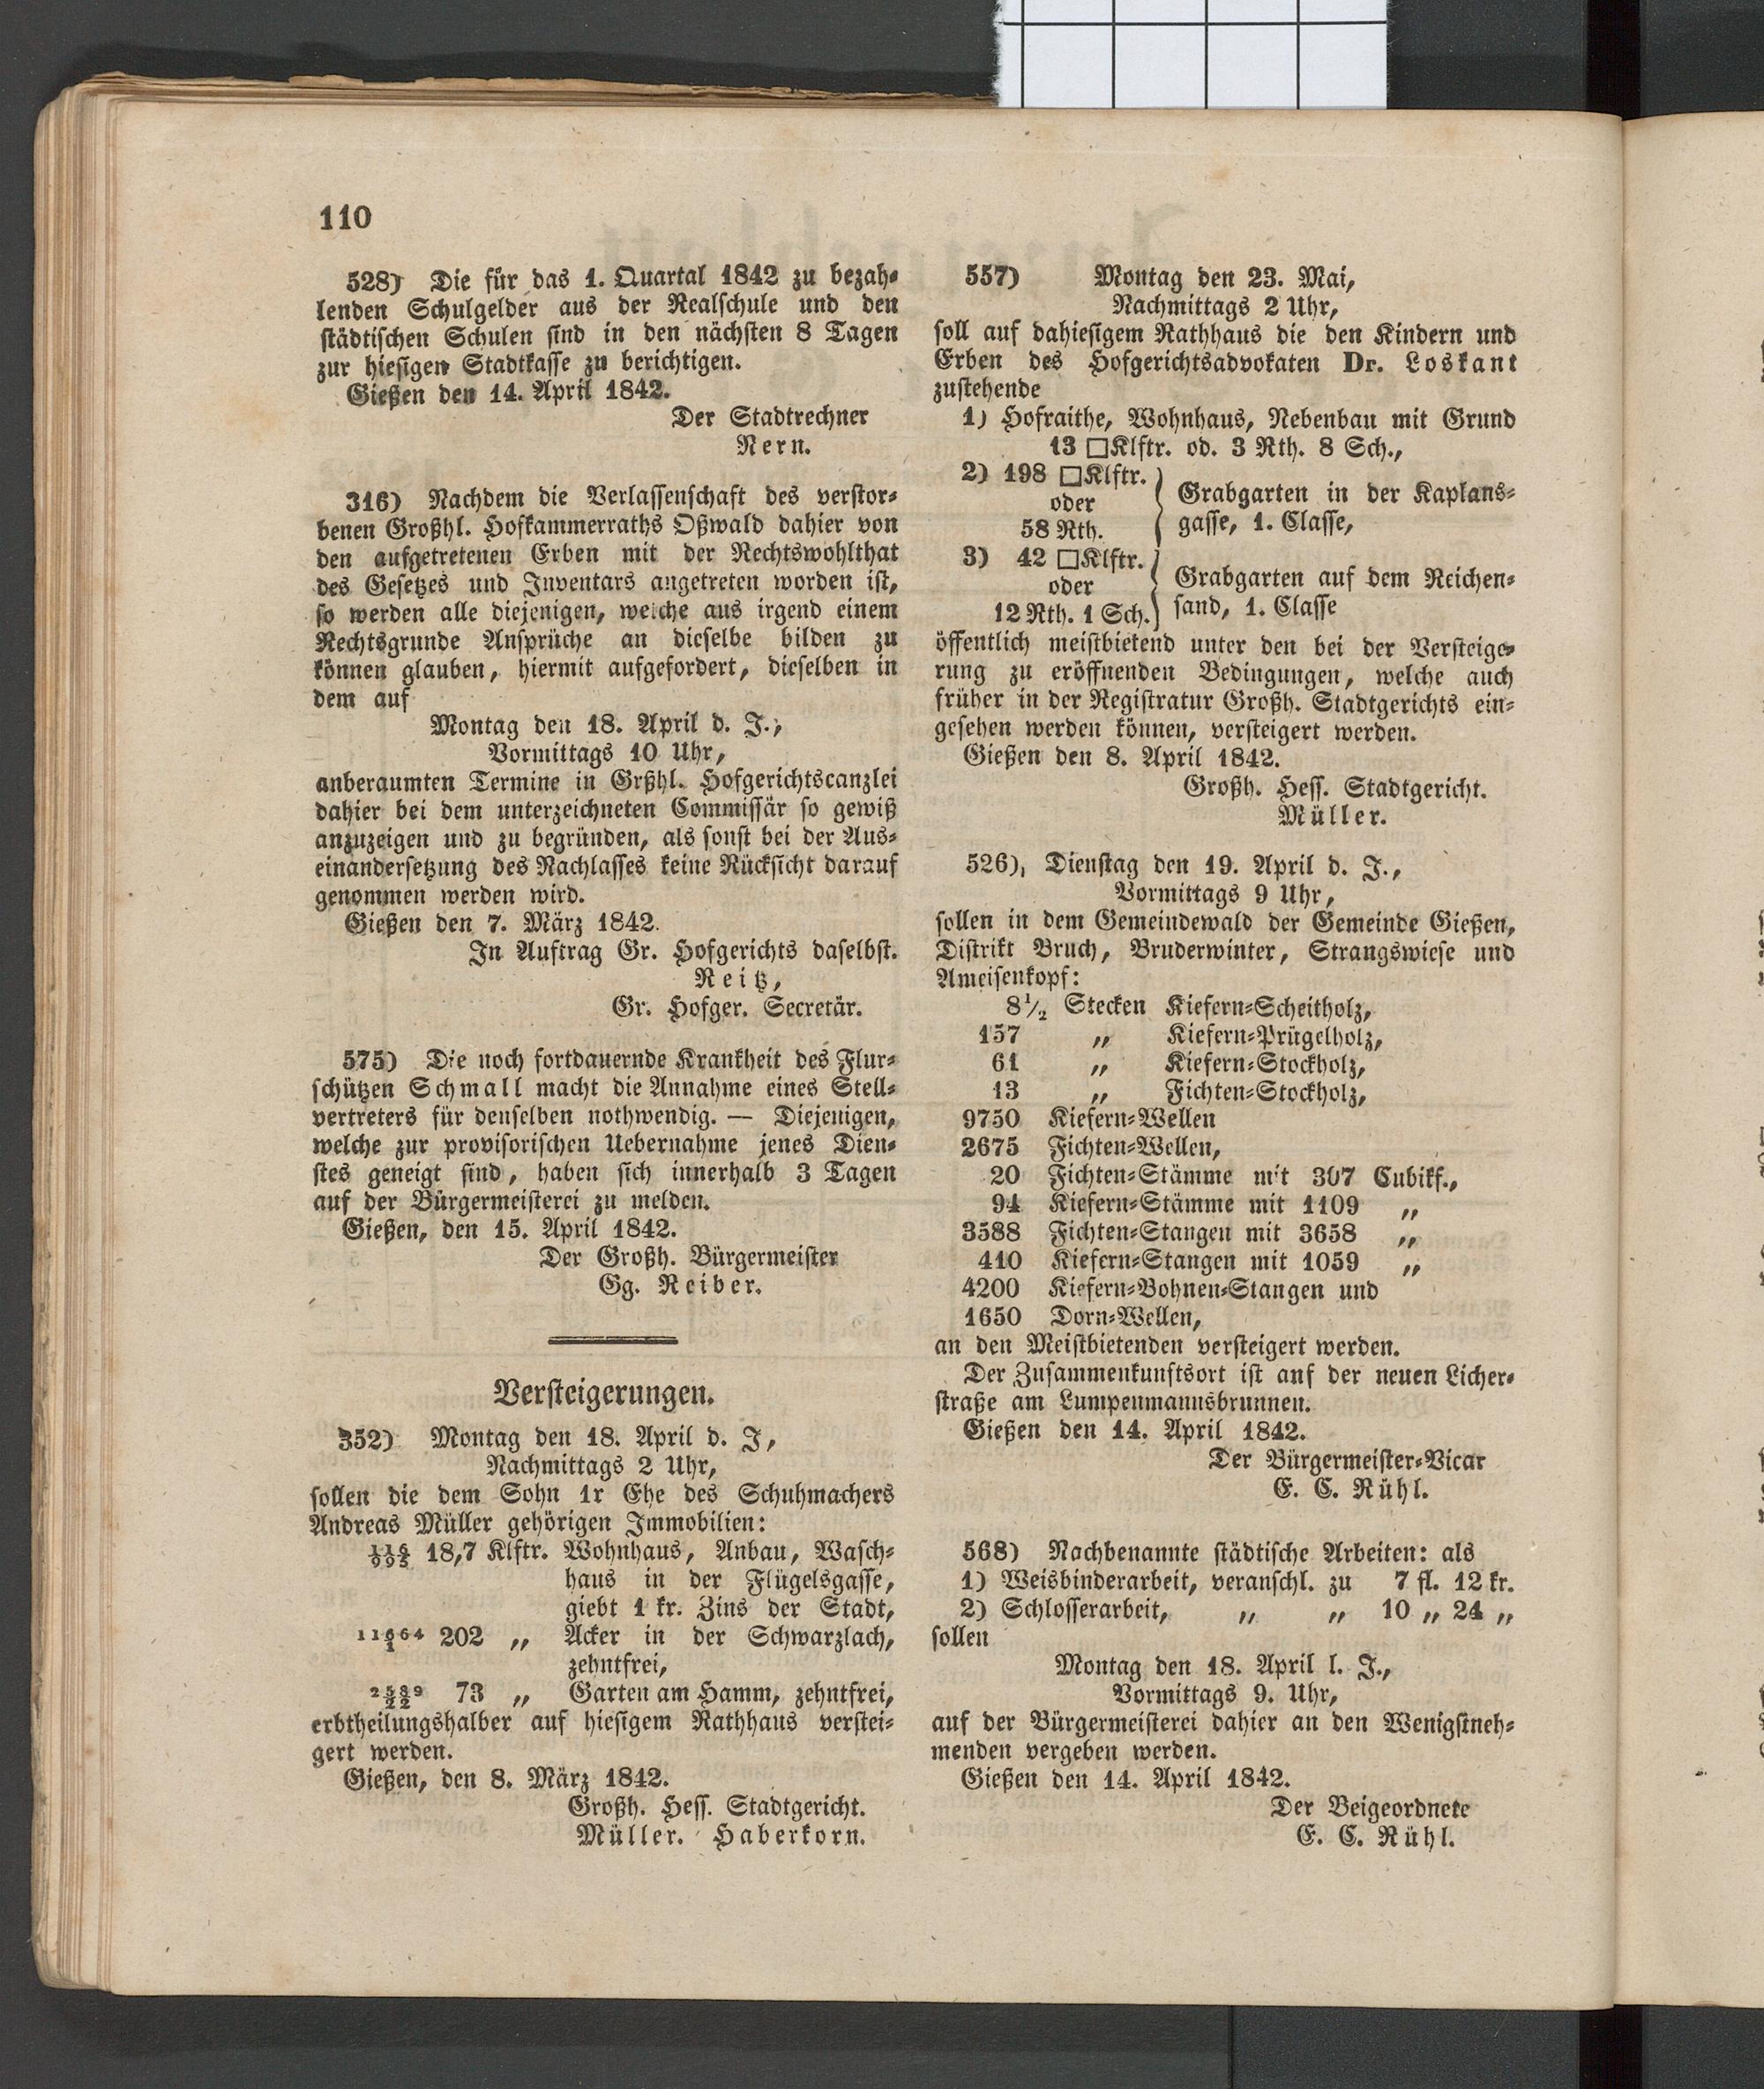 110
528) Die für das 1. Quartal 1842 zu bezah-
lenden Schulgelder aus der Realschule und den
städtischen Schulen sind in den nächsten 8 Tagen
zur hiesigen Stadtkasse zu berichtigen.
Gießen den 14. April 1842.
Der Stadtrechner
Nern.
316) Nachdem die Verlassenschaft des verstor-
benen Großhl. Hofkammerraths Oßwald dahier von
den aufgetretenen Erben mit der Rechtswohlthat
des Gesetzes und Inventars angetreten worden ist,
so werden alle diejenigen, welche aus irgend einem
Rechtsgrunde Ansprüche an dieselbe bilden zu
können glauben, hiermit aufgefordert, dieselben in
dem auf
Montag den 18. April d. J.,
Vormittags 10 Uhr,
anberaumten Termine in Grßhl. Hofgerichtscanzlei
dahier bei dem unterzeichneten Commissär so gewiß
anzuzeigen und zu begründen, als sonst bei der Aus-
einandersetzung des Nachlasses keine Rücksicht darauf
genommen werden wird.
Gießen den 7. März 1842.
In Auftrag Gr. Hofgerichts daselbst.
Reitz,
Gr. Hofger. Secretär.
575) Die noch fortdauernde Krankheit des Flur-
schützen Schmall macht die Annahme eines Stell-
vertreters für denselben nothwendig. — Diejenigen,
welche zur provisorischen Uebernahme jenes Dien-
stes geneigt sind, haben sich innerhalb 3 Tagen
auf der Bürgermeisterei zu melden.
Gießen, den 15. April 1842.
Der Großh. Bürgermeister
Gg. Reiber.
Versteigerungen.
352) Montag den 18. April d. J,
Nachmittags 2 Uhr,
sollen die dem Sohn 1r Ehe des Schuhmachers
Andreas Müller gehörigen Immobilien:
18,7 Klftr. Wohnhaus, Anbau, Wasch-
haus in der Flügelsgasse,
giebt 1 kr. Zins der Stadt,
202 „ Acker in der Schwarzlach,
zehntfrei,
73 „ Garten am Hamm, zehntfrei,
erbtheilungshalber auf hiesigem Rathhaus verstei-
gert werden.
Gießen, den 8. März 1842.
Großh. Hess. Stadtgericht.
Müller. Haberkorn.
557) Montag den 23. Mai,
Nachmittags 2 Uhr,
soll auf dahiesigem Rathhaus die den Kindern und
Erben des Hofgerichtsadvokaten Dr. Loskant
zustehende
1) Hofraithe, Wohnhaus, Nebenbau mit Grund
13 □Klftr. od. 3 Rth. 8 Sch.,
2) 198 □Klftr.
oder
58 Rth.
Grabgarten in der Kaplans-
gasse, 1. Classe,
3) 42 □Klftr.
oder
12 Rth. 1 Sch.
Grabgarten auf dem Reichen-
sand, 1. Classe
öffentlich meistbietend unter den bei der Versteige-
rung zu eröffnenden Bedingungen, welche auch
früher in der Registratur Großh. Stadtgerichts ein-
gesehen werden können, versteigert werden.
Gießen den 8. April 1842.
Großh. Hess. Stadtgericht.
Müller.
526), Dienstag den 19. April d. J.,
Vormittags 9 Uhr,
sollen in dem Gemeindewald der Gemeinde Gießen,
Distrikt Bruch, Bruderwinter, Strangswiese und
Ameisenkopf:
8½ Stecken Kiefern-Scheitholz,
157 „ Kiefern-Prügelholz,
61 „ Kiefern-Stockholz,
13 „ Fichten-Stockholz,
9750 Kiefern-Wellen
2675 Fichten-Wellen,
20 Fichten-Stämme mit 307 Cubikf.,
94 Kiefern-Stämme mit 1109 „
3588 Fichten-Stangen mit 3658 „
410 Kiefern-Stangen mit 1059 „
4200 Kiefern-Bohnen-Stangen und
1650 Dorn-Wellen,
an den Meistbietenden versteigert werden.
Der Zusammenkunftsort ist auf der neuen Licher-
straße am Lumpenmannsbrunnen.
Gießen den 14. April 1842.
Der Bürgermeister-Vicar
E. C. Rühl.
568) Nachbenannte städtische Arbeiten: als
1) Weisbinderarbeit, veranschl. zu 7 fl. 12 kr.
2) Schlosserarbeit, „ „ 10 „ 24 „
sollen
Montag den 18. April l. J.,
Vormittags 9. Uhr,
auf der Bürgermeisterei dahier an den Wenigstneh-
menden vergeben werden.
Gießen den 14. April 1842.
Der Beigeordnete
E. C. Rühl.